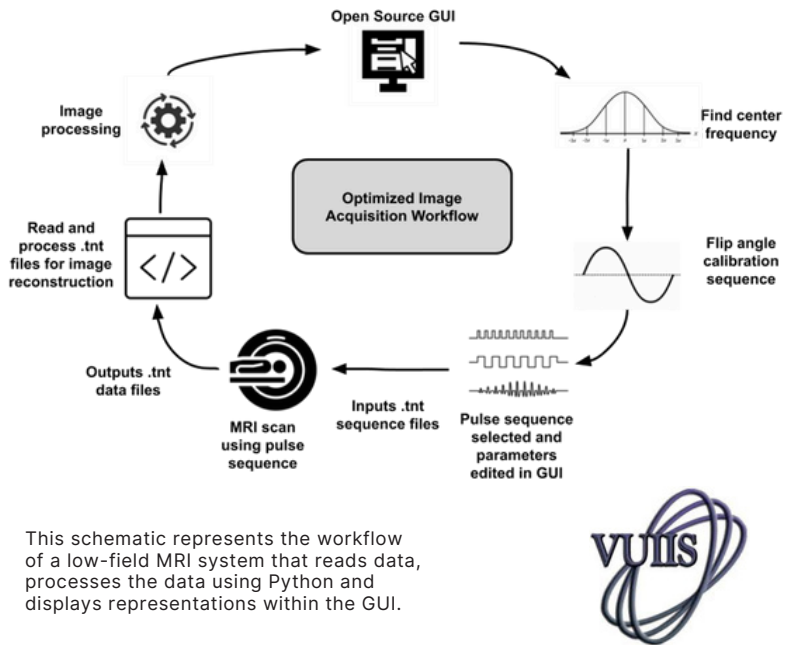 Open Source GUI
Find center
frequency
Flip angle
calibration
sequence
Pulse sequence
selected and
parameters
edited in GUI
Inputs .tnt
sequence files
MRI scan
using pulse
sequence
Outputs .tnt
data files
Read and
process .tnt
files for image
reconstruction
</>
Image
processing
Optimized Image
Acquisition Workflow
This schematic represents the workflow
of a low-field MRI system that reads data,
processes the data using Python and
displays representations within the GUI.
VUIIS